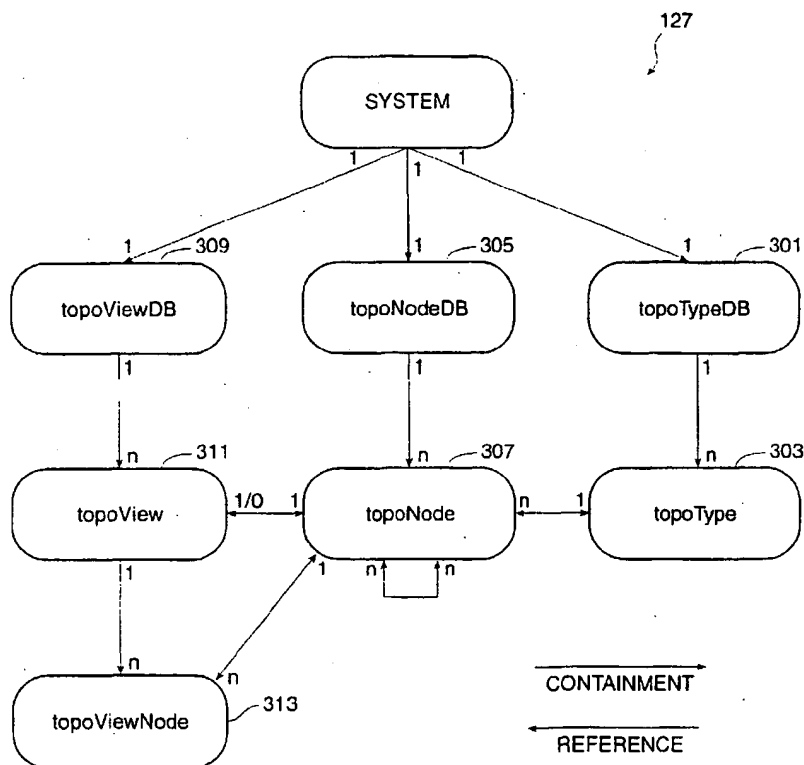 127
SYSTEM
1 1 1
1 309 1 305 1 301
topoViewDB topoNodeDB topoTypeDB
1 1 1
n 311 n 307 n 303
topoView 1/0 1 topoNode n 1 topoType
1 1 n n
n n
topoViewNode 313
CONTAINMENT
REFERENCE